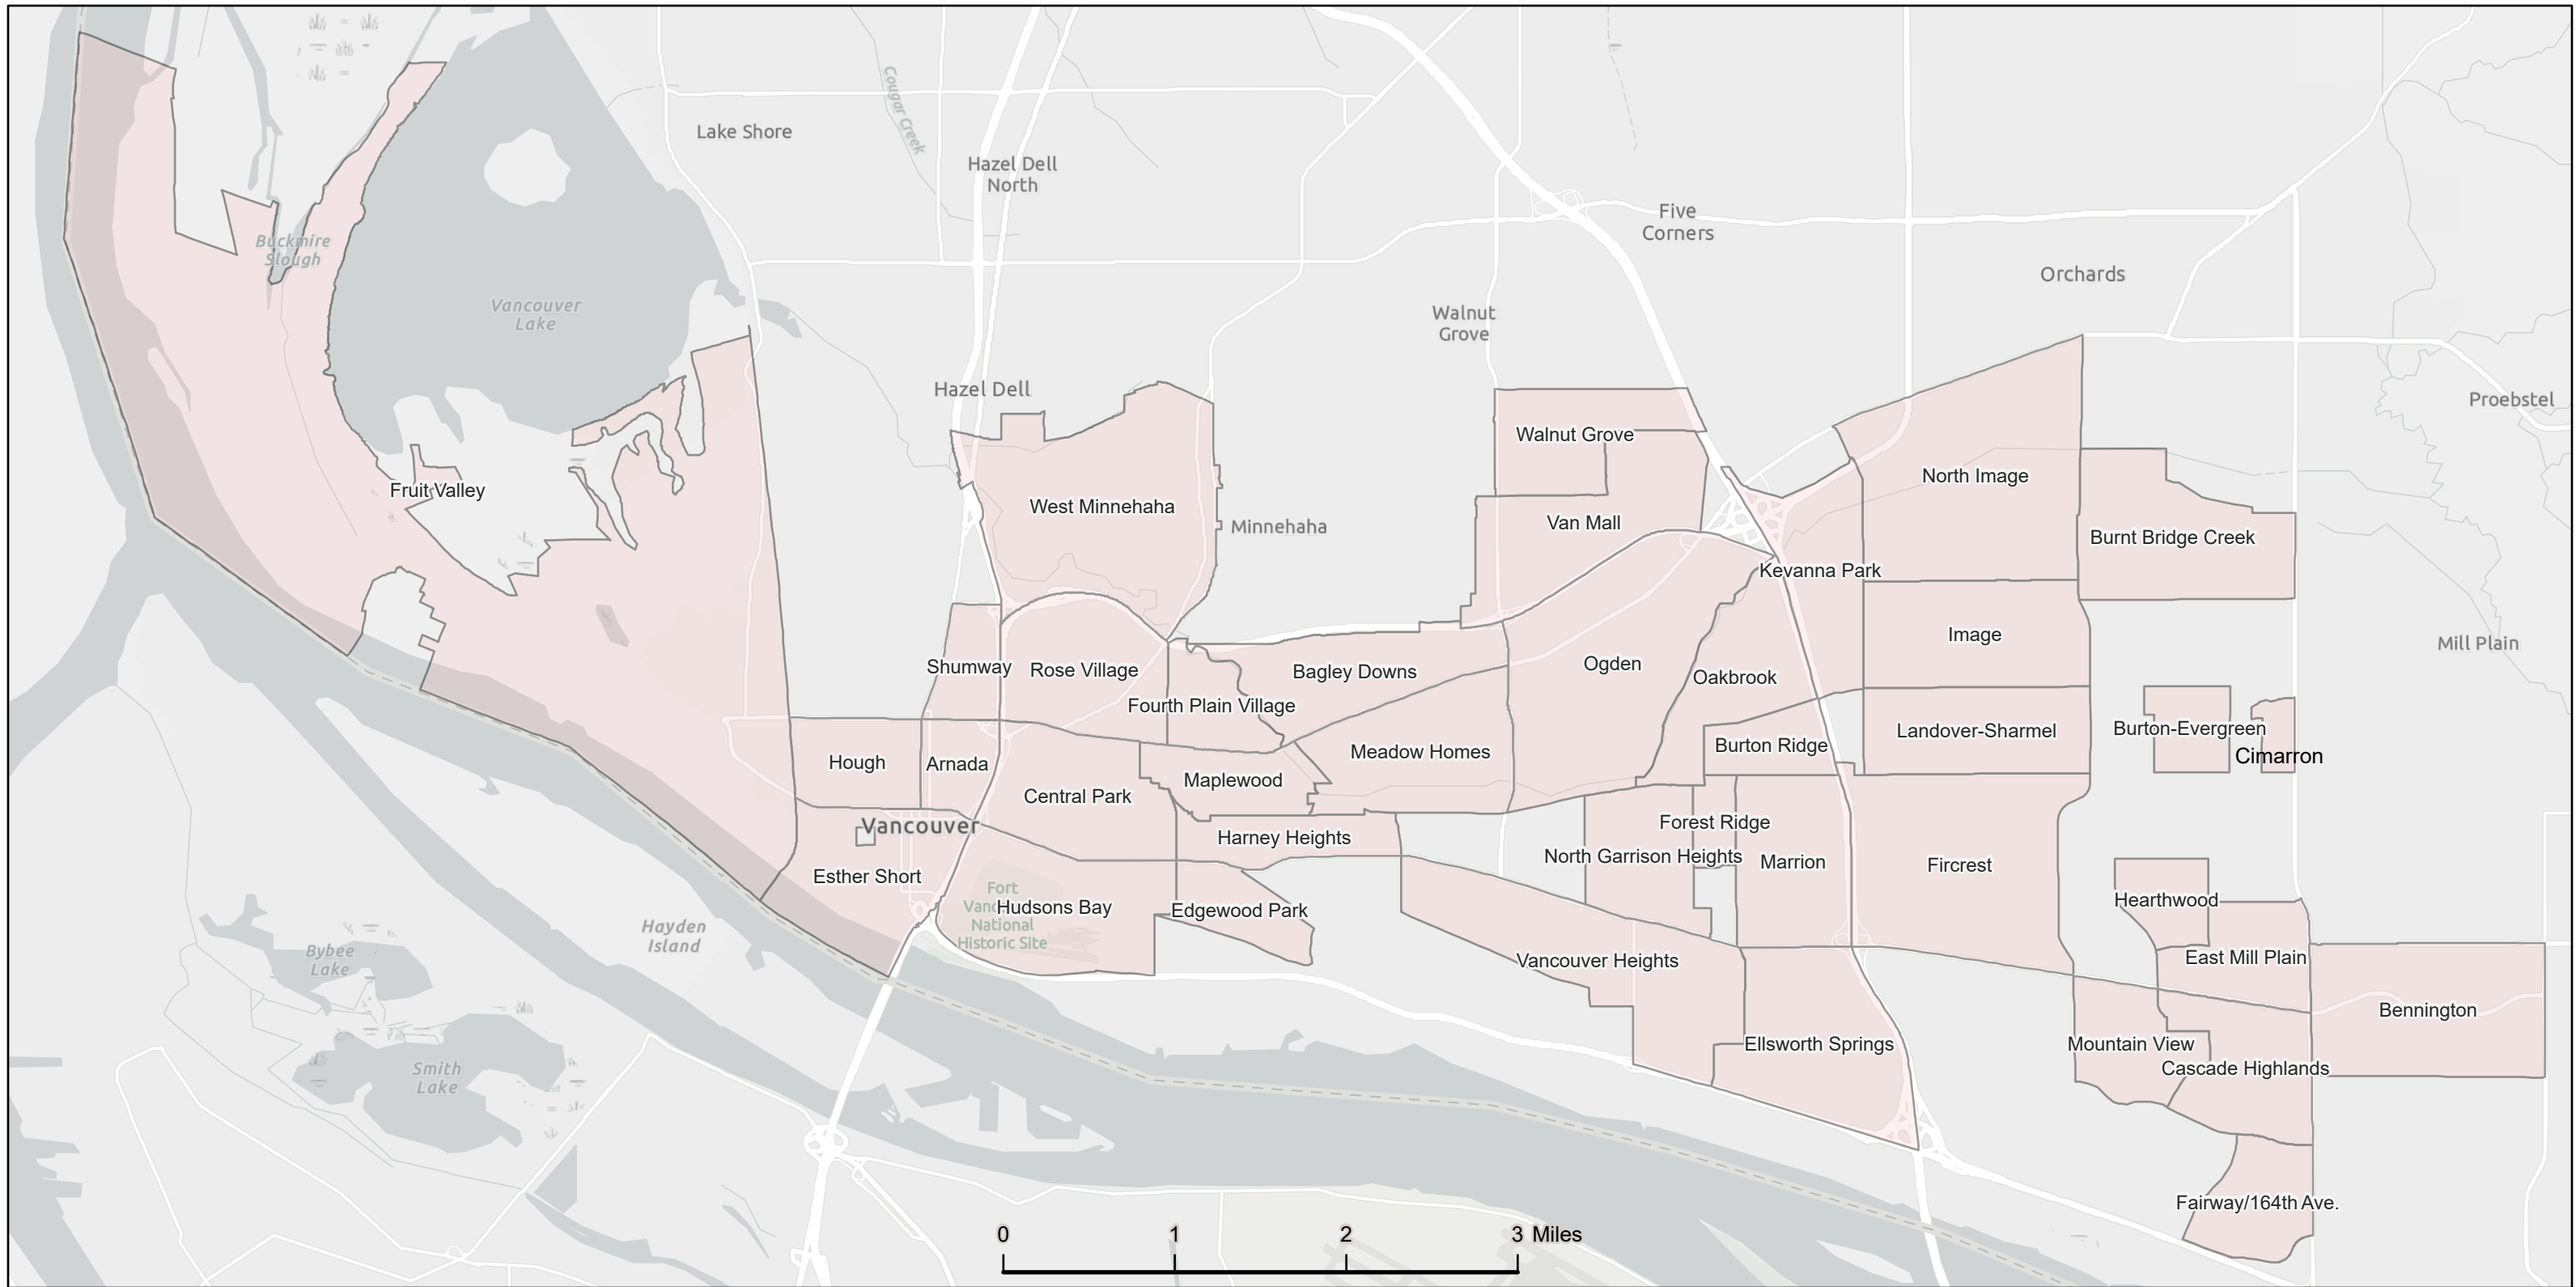 Lake Shore
Cougar Creek
Hazel Dell
North
Five
Corners
Buckmire
Slough
Orchards
Vancouver
Lake
Walnut
Grove
Hazel Dell
Proebstel
Walnut Grove
North Image
Fruit Valley
West Minnehaha
Minnehaha
Van Mall
Burnt Bridge Creek
Kevanna Park
Image
Mill Plain
Shumway
Rose Village
Bagley Downs
Ogden
Oakbrook
Fourth Plain Village
Burton-Evergreen
Landover-Sharmel
Cimarron
Hough
Arnada
Meadow Homes
Burton Ridge
Maplewood
Central Park
Vancouver
Harney Heights
Forest Ridge
North Garrison Heights
Marrion
Fircrest
Esther Short
Fort
Vancouver
National
Historic Site
Hudsons Bay
Edgewood Park
Hearthwood
Hayden
Island
Bybee
Lake
Vancouver Heights
East Mill Plain
Bennington
Ellsworth Springs
Mountain View
Cascade Highlands
Smith
Lake
Fairway/164th Ave.
0 1 2 3 Miles